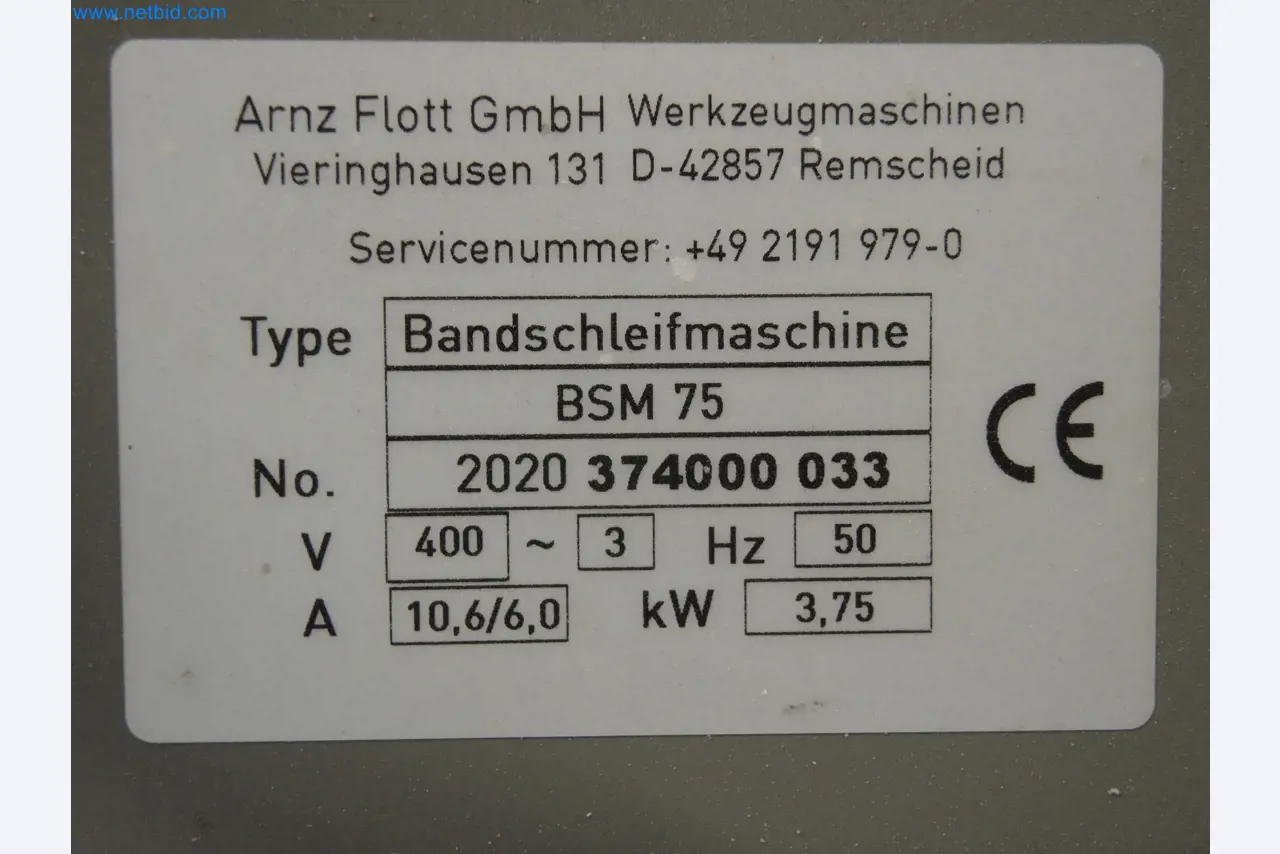 www.netbid.com
Arnz Flott GmbH Werkzeugmaschinen
Vieringhausen 131 D-42857 Remscheid
Servicenummer: +49 2191 979-0
Type Bandschleifmaschine
BSM 75
No. 2020 374000 033
V 400 ~ 3 Hz 50
A 10,6/6,0 kW 3,75
CE